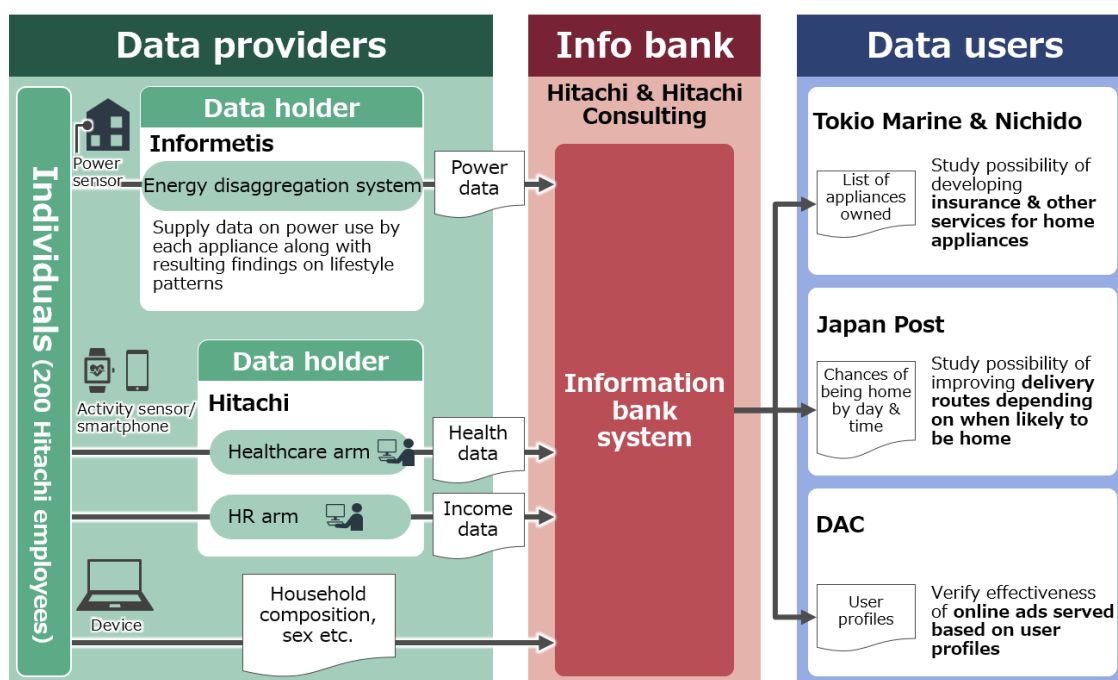 Data providers
Individuals (200 Hitachi employees)
Power
sensor
Data holder
Informetis
Energy disaggregation system
Supply data on power use by
each appliance along with
resulting findings on lifestyle
patterns
Power
data
Activity sensor/
smartphone
Data holder
Hitachi
Healthcare arm
Health
data
HR arm
Income
data
Device
Household
composition,
sex etc.
Info bank
Hitachi & Hitachi
Consulting
Information
bank
system
Data users
Tokio Marine & Nichido
List of
appliances
owned
Study possibility of
developing
insurance & other
services for home
appliances
Japan Post
Chances of
being home
by day &
time
Study possibility of
improving delivery
routes depending
on when likely to
be home
DAC
User
profiles
Verify effectiveness
of online ads served
based on user
profiles